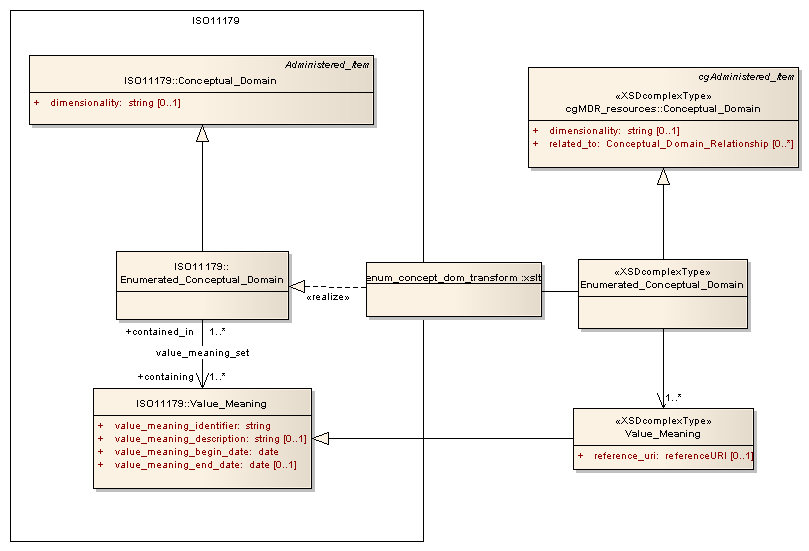 ISO11179
Administered_Item
ISO11179::Conceptual_Domain
+ dimensionality: string [0..1]
cgAdministered_Item
«XSDcomplexType»
cgMDR_resources::Conceptual_Domain
+ dimensionality: string [0..1]
+ related_to: Conceptual_Domain_Relationship [0..*]
ISO11179::
Enumerated_Conceptual_Domain
«realize»
enum_concept_dom_transform :xslt
«XSDcomplexType»
Enumerated_Conceptual_Domain
+contained_in 1..*
value_meaning_set
+containing 1..*
ISO11179::Value_Meaning
+ value_meaning_identifier: string
+ value_meaning_description: string [0..1]
+ value_meaning_begin_date: date
+ value_meaning_end_date: date [0..1]
1..*
«XSDcomplexType»
Value_Meaning
+ reference_uri: referenceURI [0..1]